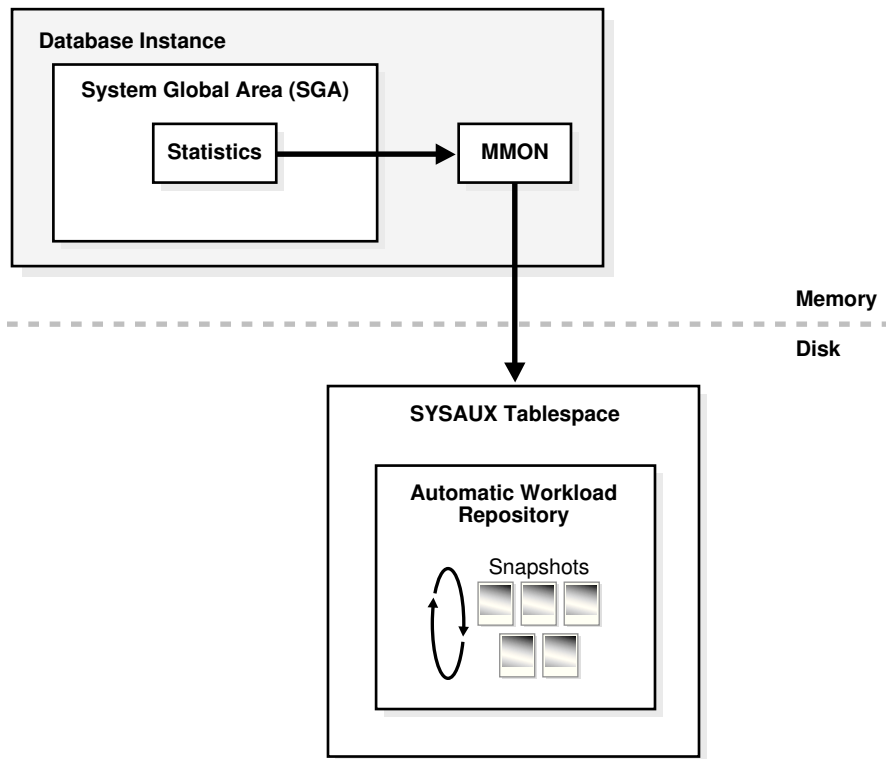 Database Instance
System Global Area (SGA)
Statistics
MMON
Memory
Disk
SYSAUX Tablespace
Automatic Workload
Repository
Snapshots